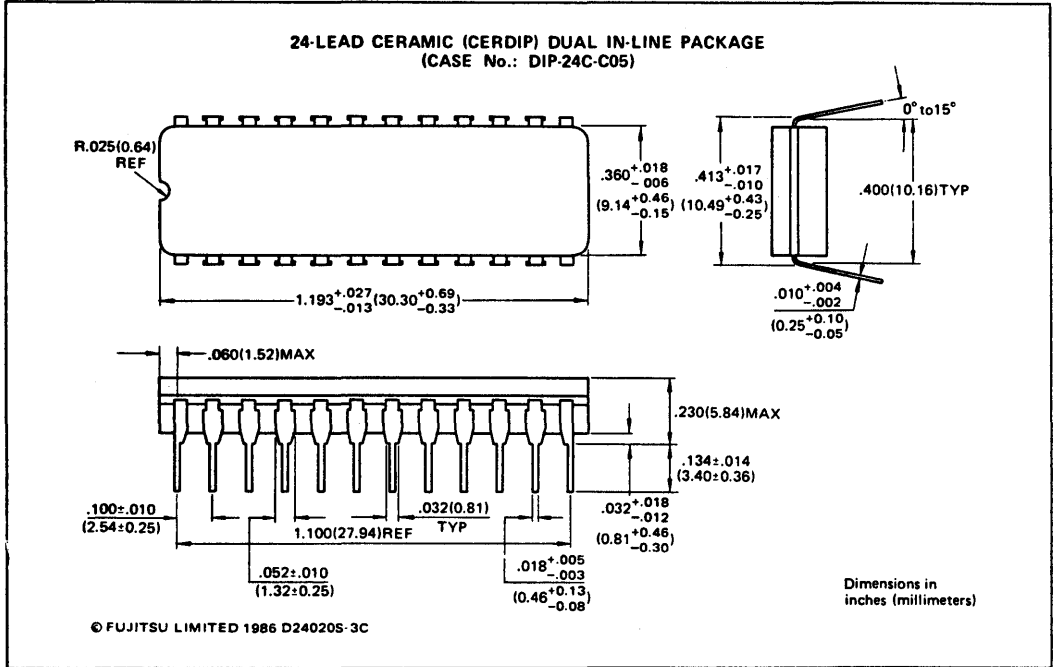 24-LEAD CERAMIC (CERDIP) DUAL IN-LINE PACKAGE
(CASE No.: DIP-24C-C05)
R.025(0.64)
REF
.360+.018
-.006
(9.14+0.46
-0.15)
.413+.017
-.010
(10.49+0.43
-0.25)
0° to15°
.400(10.16)TYP
.010+.004
-.002
(0.25+0.10
-0.05)
1.193+.027
-.013(30.30+0.69
-0.33)
.060(1.52)MAX
.230(5.84)MAX
.134±.014
(3.40±0.36)
.032+.018
-.012
(0.81+0.46
-0.30)
.100±.010
(2.54±0.25)
1.100(27.94)REF
.032(0.81)
TYP
.052±.010
(1.32±0.25)
.018+.005
-.003
(0.46+0.13
-0.08)
Dimensions in
inches (millimeters)
© FUJITSU LIMITED 1986 D24020S-3C